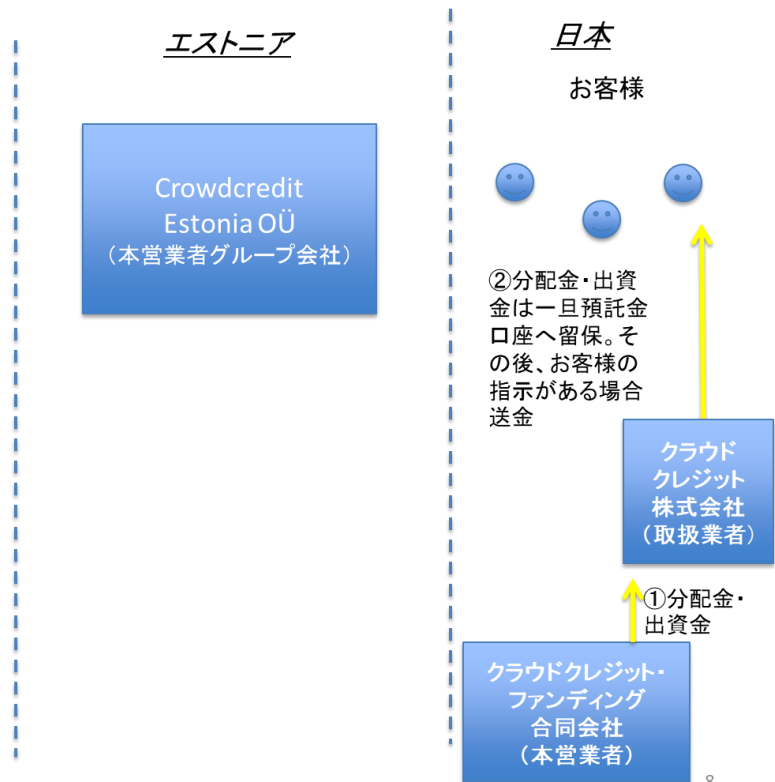 エストニア
日本
お客様
Crowdcredit
Estonia OÜ
（本営業者グループ会社）
②分配金・出資
金は一旦預託金
口座へ留保。そ
の後、お客様の
指示がある場合
送金
クラウド
クレジット
株式会社
（取扱業者）
①分配金・
出資金
クラウドクレジット・
ファンディング
合同会社
（本営業者）